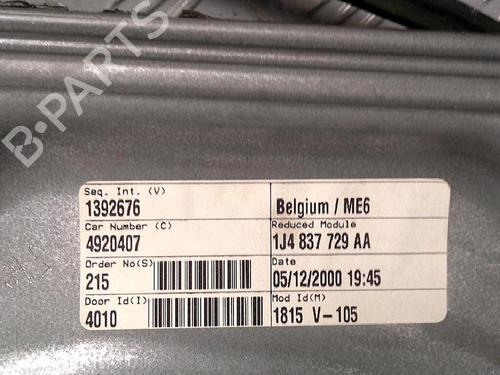 B-PARTS
Seq. Int. (V)
1392676
Belgium / ME6
Car Number (C)
4920407
Reduced Module
1J4 837 729 AA
Order No(S)
215
Date
05/12/2000 19:45
Door Id(I)
4010
Mod Id(M)
1815 V-105